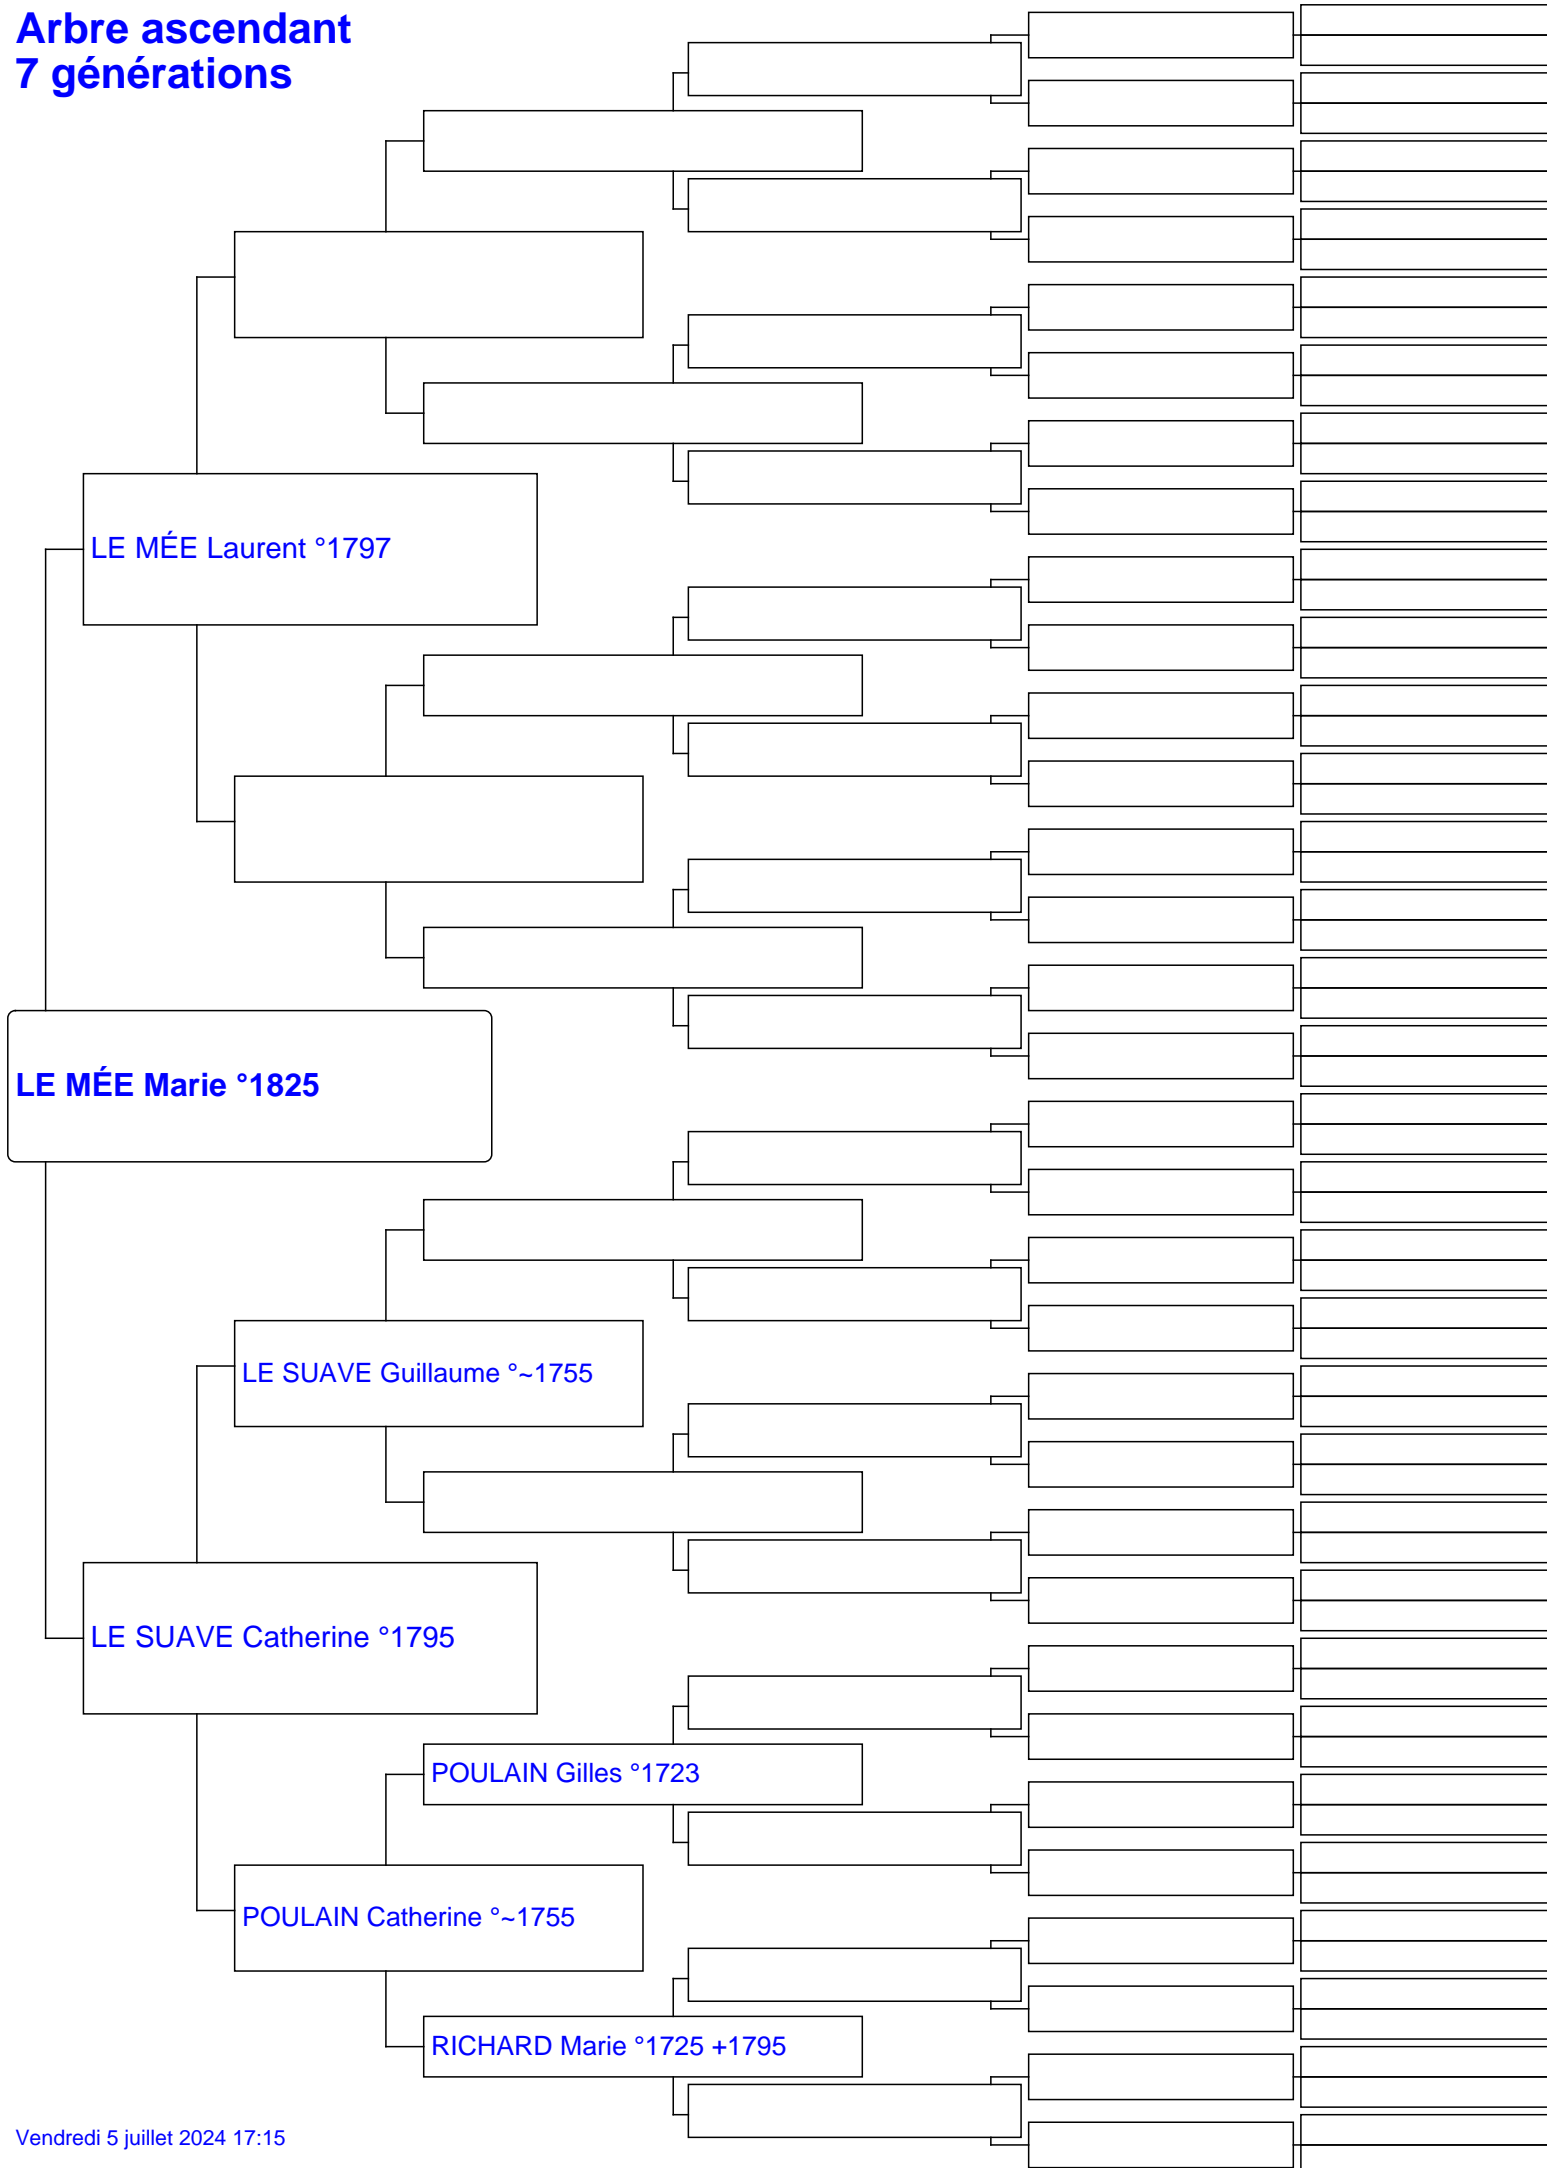 Arbre ascendant
7 générations
LE MÉE Laurent °1797
LE MÉE Marie °1825
LE SUAVE Guillaume °~1755
LE SUAVE Catherine °1795
POULAIN Gilles °1723
POULAIN Catherine °~1755
RICHARD Marie °1725 +1795
Vendredi 5 juillet 2024 17:15